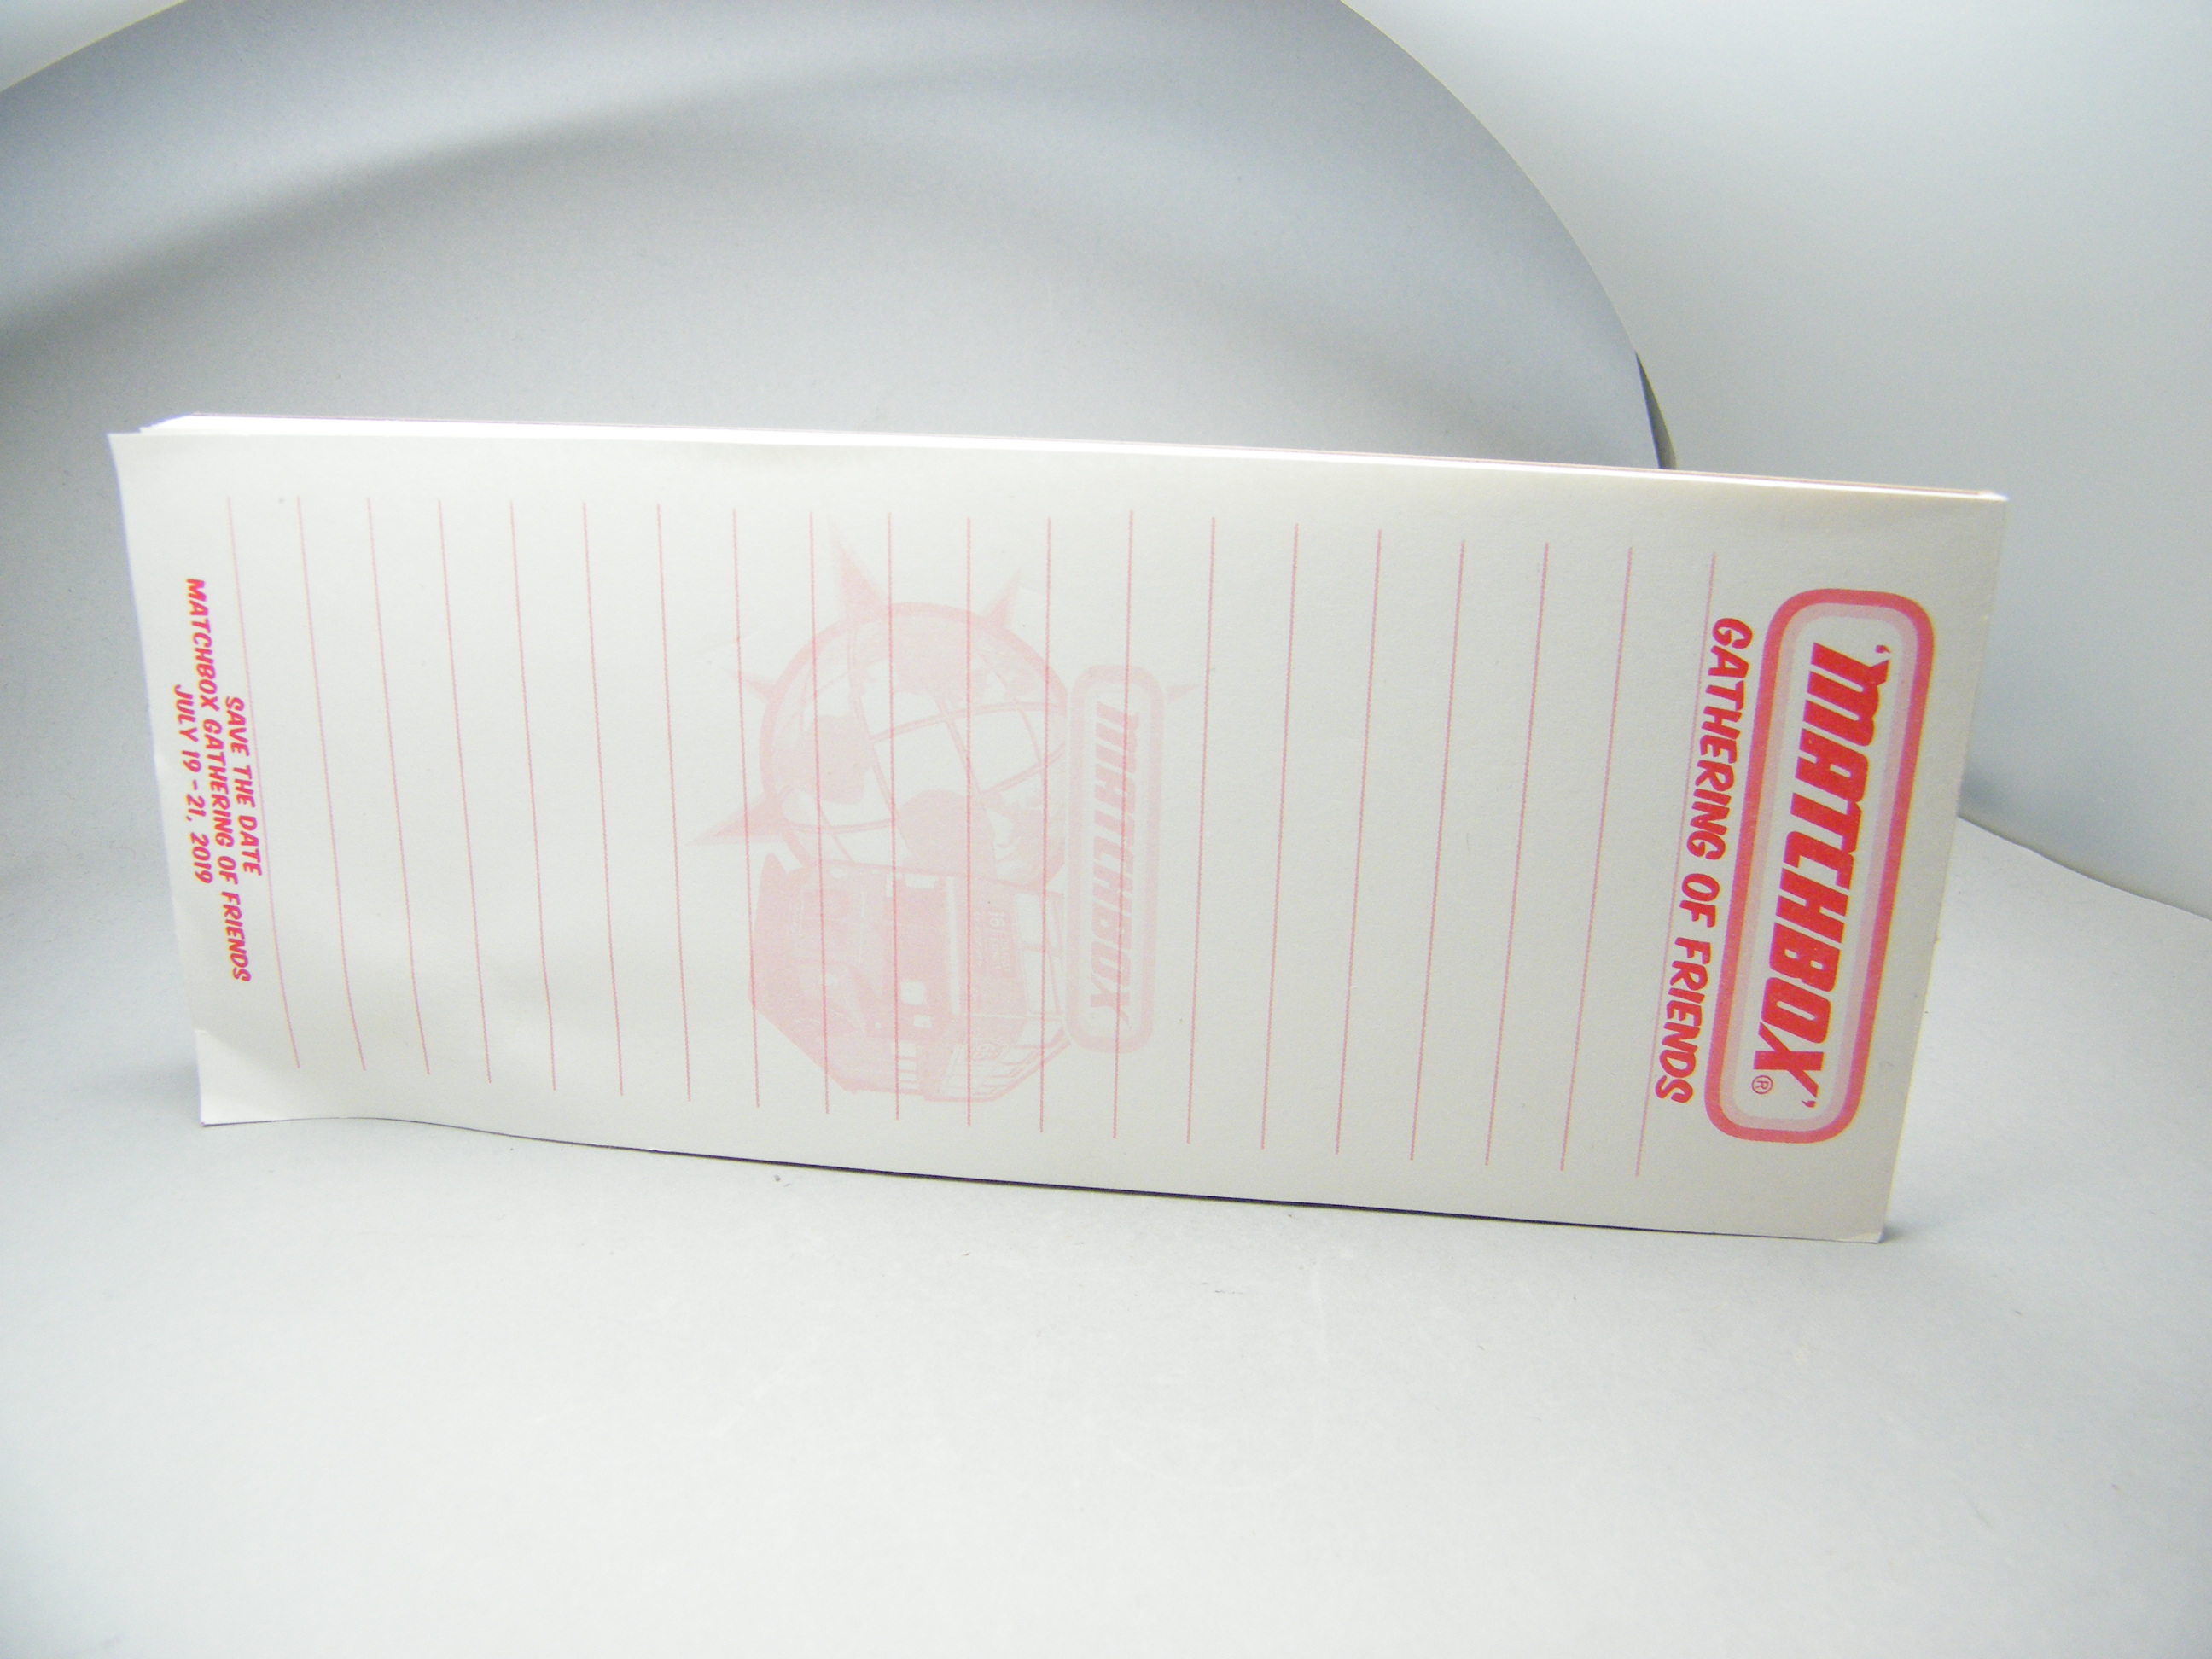 'MATCHBOX'®
GATHERING OF FRIENDS
'MATCHBOX'
SAVE THE DATE
MATCHBOX GATHERING OF FRIENDS
JULY 19 - 21, 2019